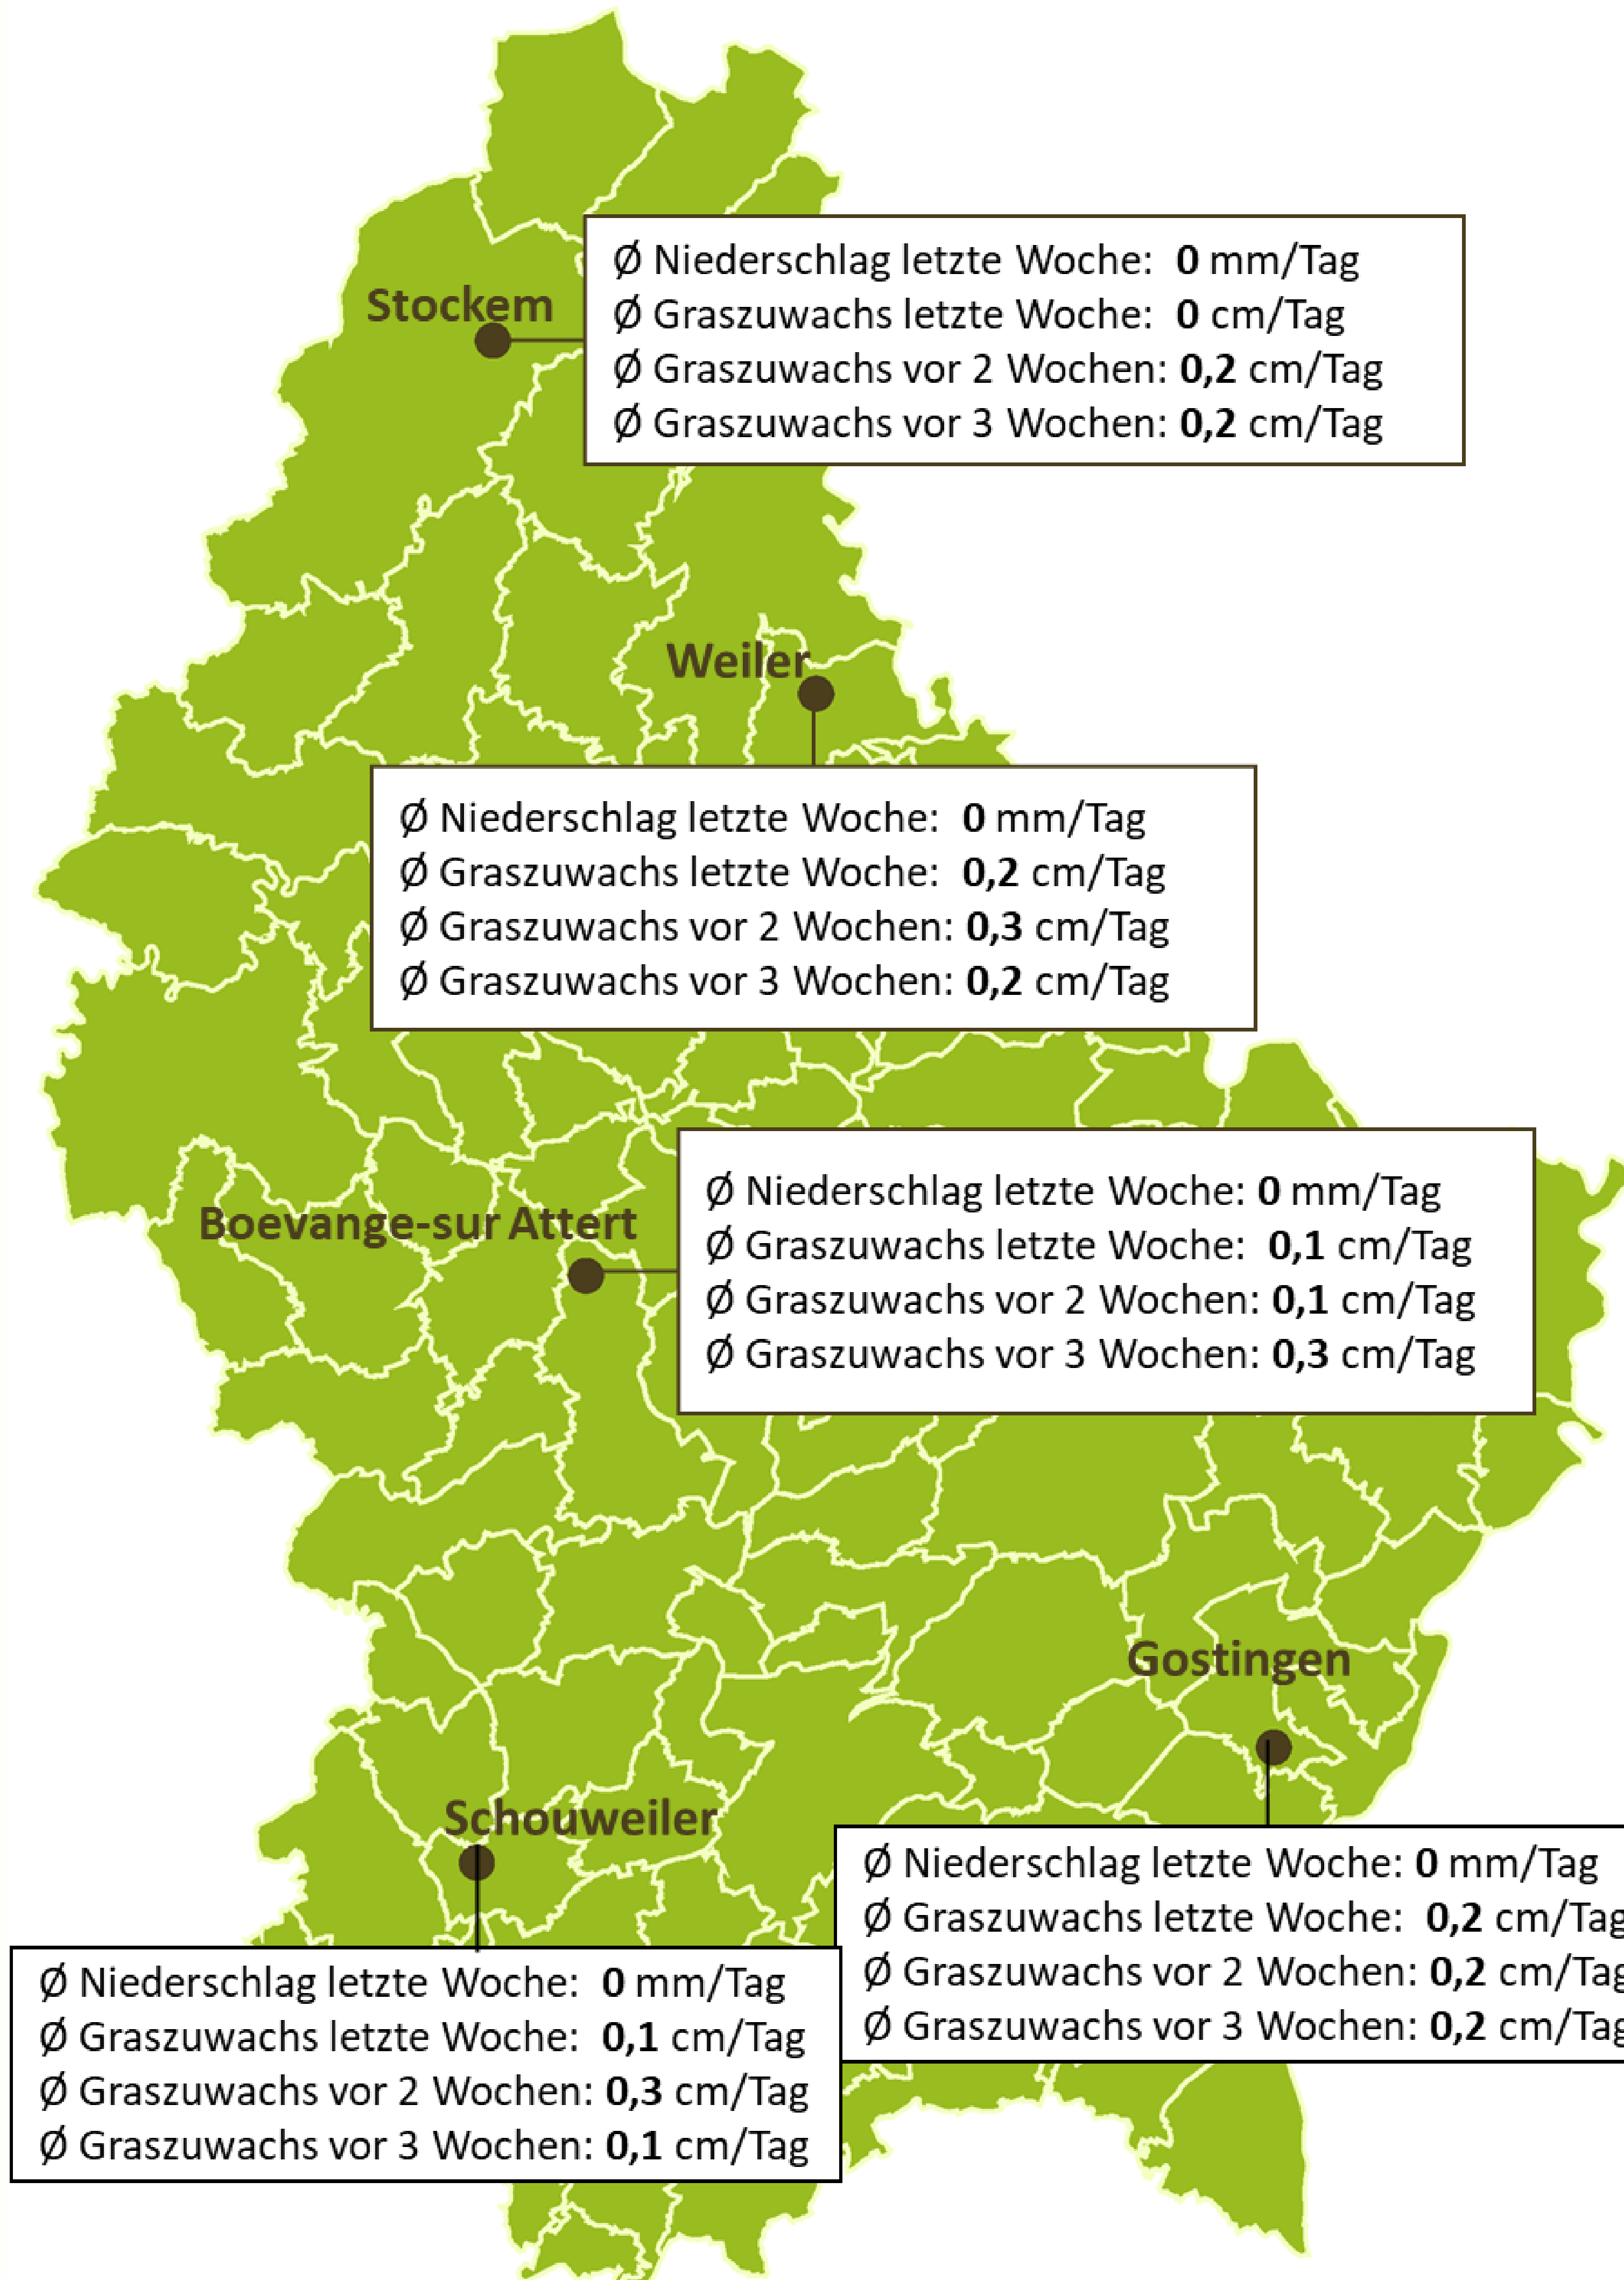 Stockem
Ø Niederschlag letzte Woche: 0 mm/Tag
Ø Graszuwachs letzte Woche: 0 cm/Tag
Ø Graszuwachs vor 2 Wochen: 0,2 cm/Tag
Ø Graszuwachs vor 3 Wochen: 0,2 cm/Tag
Weiler
Ø Niederschlag letzte Woche: 0 mm/Tag
Ø Graszuwachs letzte Woche: 0,2 cm/Tag
Ø Graszuwachs vor 2 Wochen: 0,3 cm/Tag
Ø Graszuwachs vor 3 Wochen: 0,2 cm/Tag
Boevange-sur Attert
Ø Niederschlag letzte Woche: 0 mm/Tag
Ø Graszuwachs letzte Woche: 0,1 cm/Tag
Ø Graszuwachs vor 2 Wochen: 0,1 cm/Tag
Ø Graszuwachs vor 3 Wochen: 0,3 cm/Tag
Gostingen
Ø Niederschlag letzte Woche: 0 mm/Tag
Ø Graszuwachs letzte Woche: 0,2 cm/Tag
Ø Graszuwachs vor 2 Wochen: 0,2 cm/Tag
Ø Graszuwachs vor 3 Wochen: 0,2 cm/Tag
Schouweiler
Ø Niederschlag letzte Woche: 0 mm/Tag
Ø Graszuwachs letzte Woche: 0,1 cm/Tag
Ø Graszuwachs vor 2 Wochen: 0,3 cm/Tag
Ø Graszuwachs vor 3 Wochen: 0,1 cm/Tag